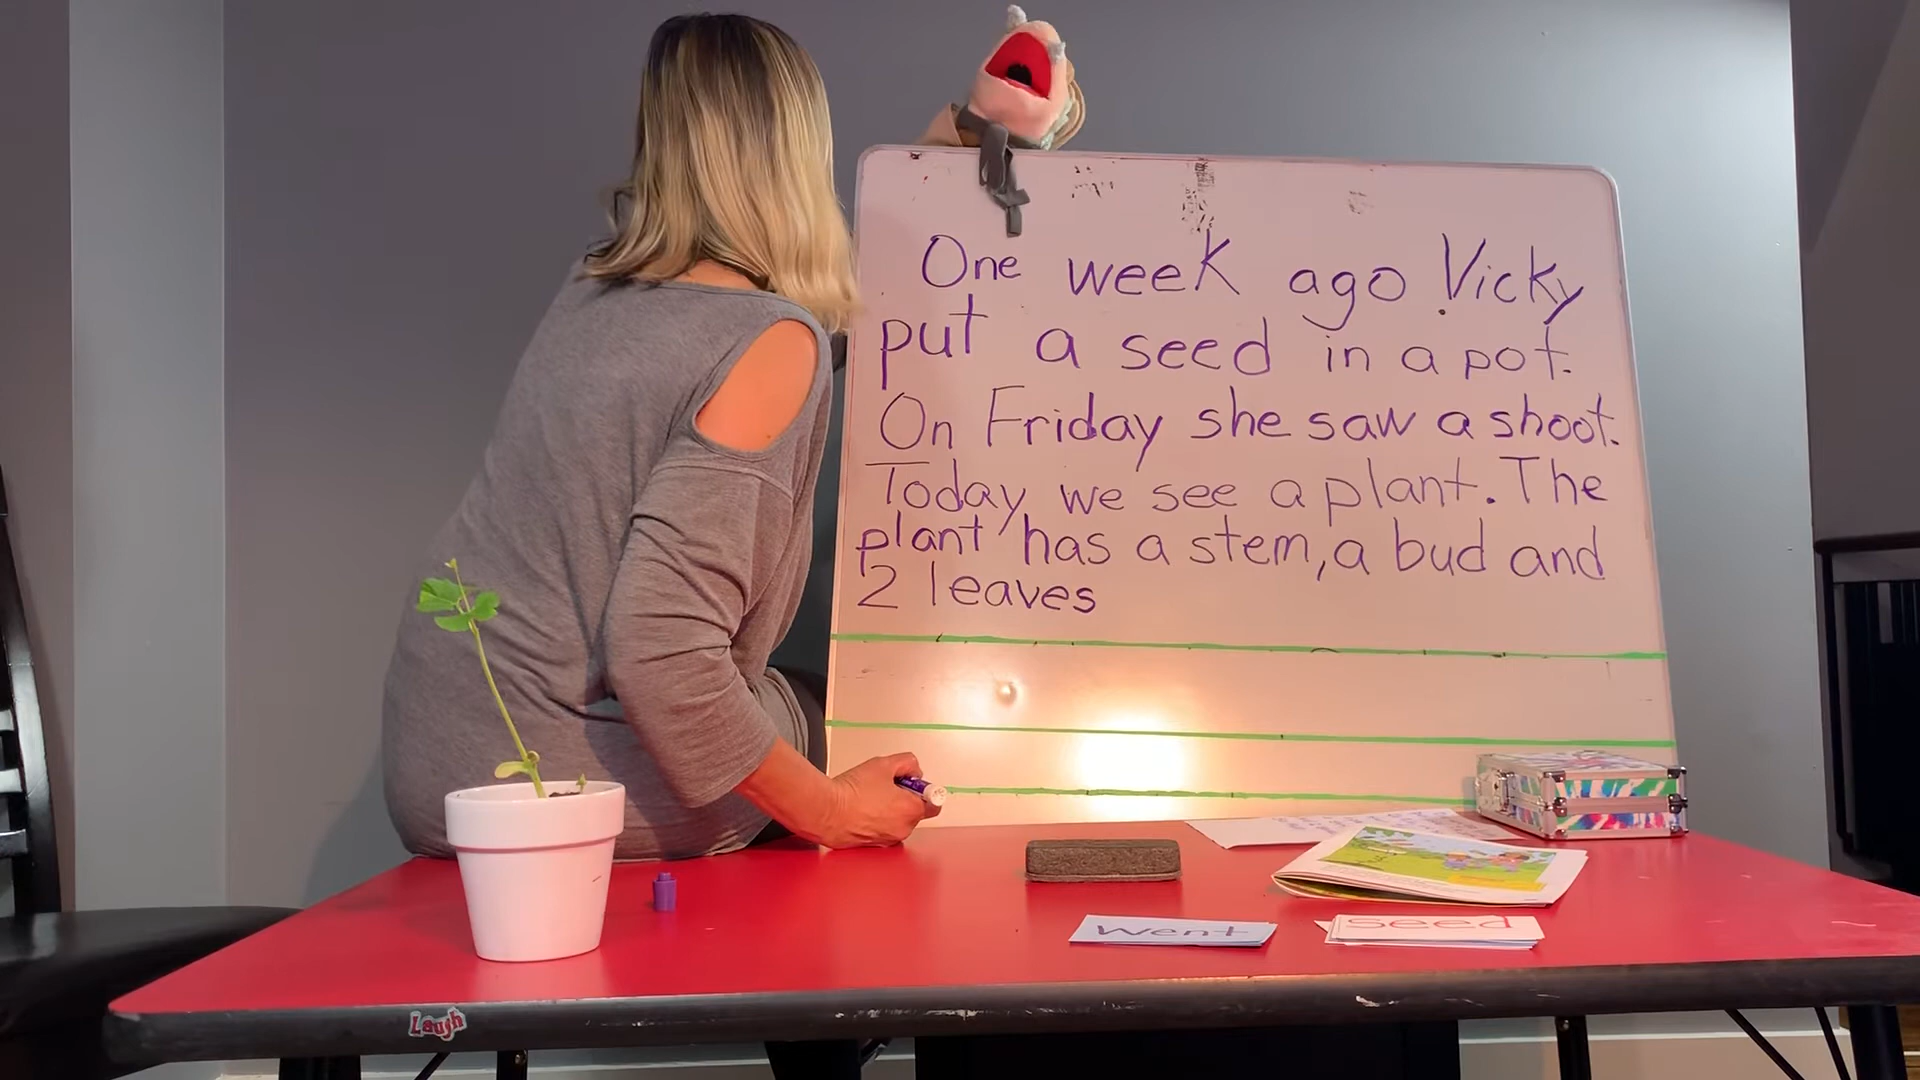 One week ago Vicky
put a seed in a pot.
On Friday she saw a shoot.
Today we see a plant. The
plant has a stem, a bud and
2 leaves
went
seed
Laugh